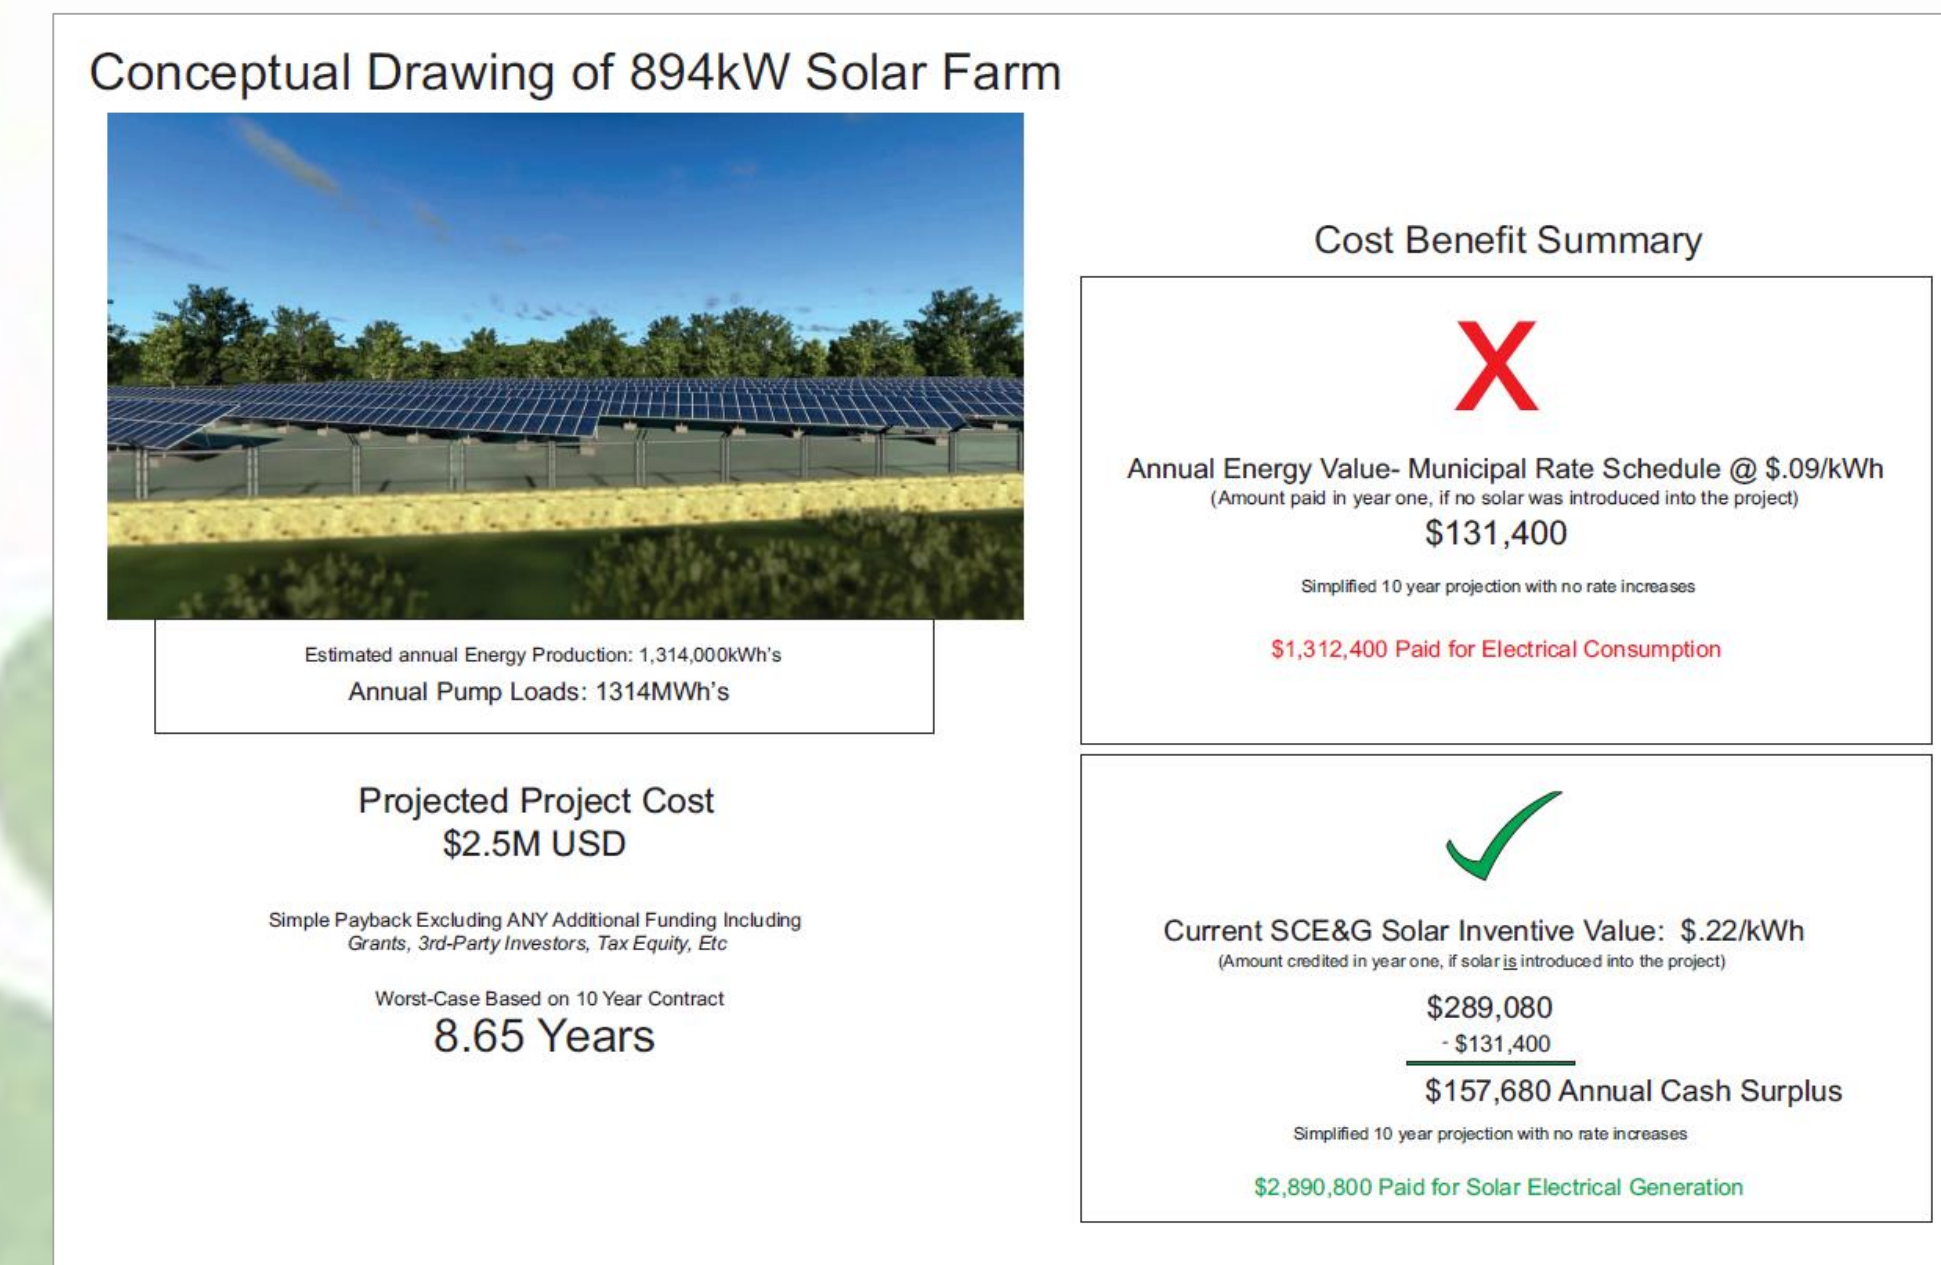 Conceptual Drawing of 894kW Solar Farm
Estimated annual Energy Production: 1,314,000kWh's
Annual Pump Loads: 1314MWh's
Projected Project Cost
$2.5M USD
Simple Payback Excluding ANY Additional Funding Including
Grants, 3rd-Party Investors, Tax Equity, Etc
Worst-Case Based on 10 Year Contract
8.65 Years
Cost Benefit Summary
X
Annual Energy Value- Municipal Rate Schedule @ $.09/kWh
(Amount paid in year one, if no solar was introduced into the project)
$131,400
Simplified 10 year projection with no rate increases
$1,312,400 Paid for Electrical Consumption
Current SCE&G Solar Inventive Value: $.22/kWh
(Amount credited in year one, if solar is introduced into the project)
$289,080
- $131,400
$157,680 Annual Cash Surplus
Simplified 10 year projection with no rate increases
$2,890,800 Paid for Solar Electrical Generation